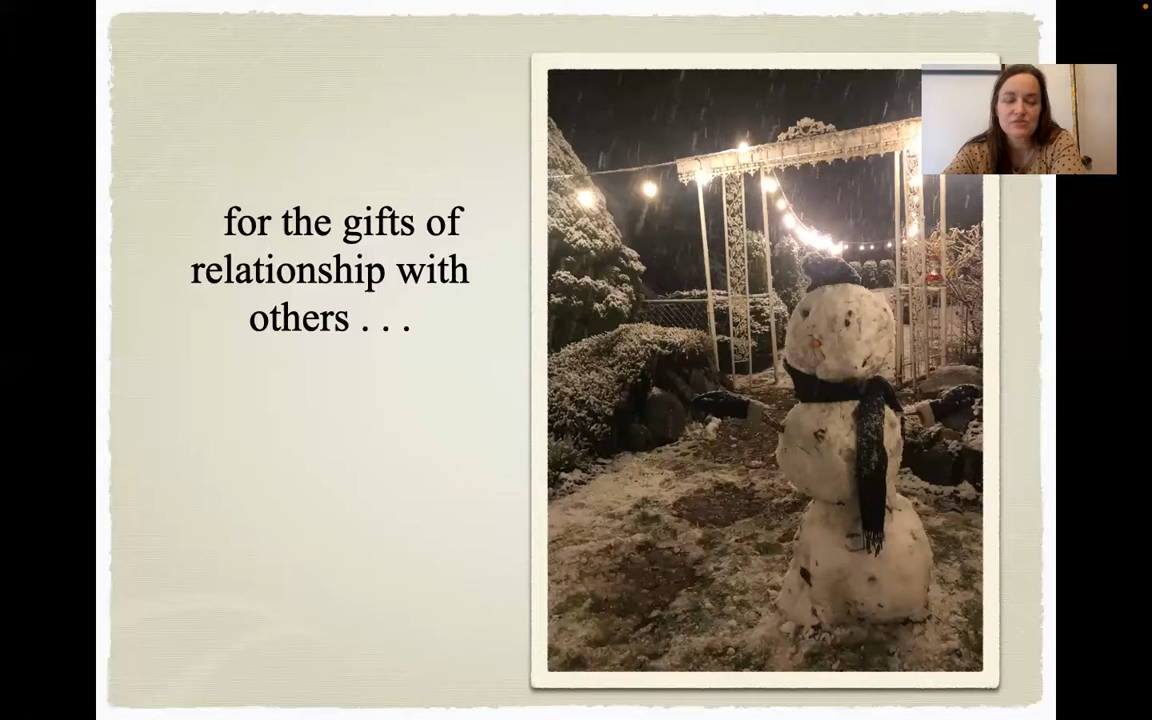 for the gifts of
relationship with
others . . .